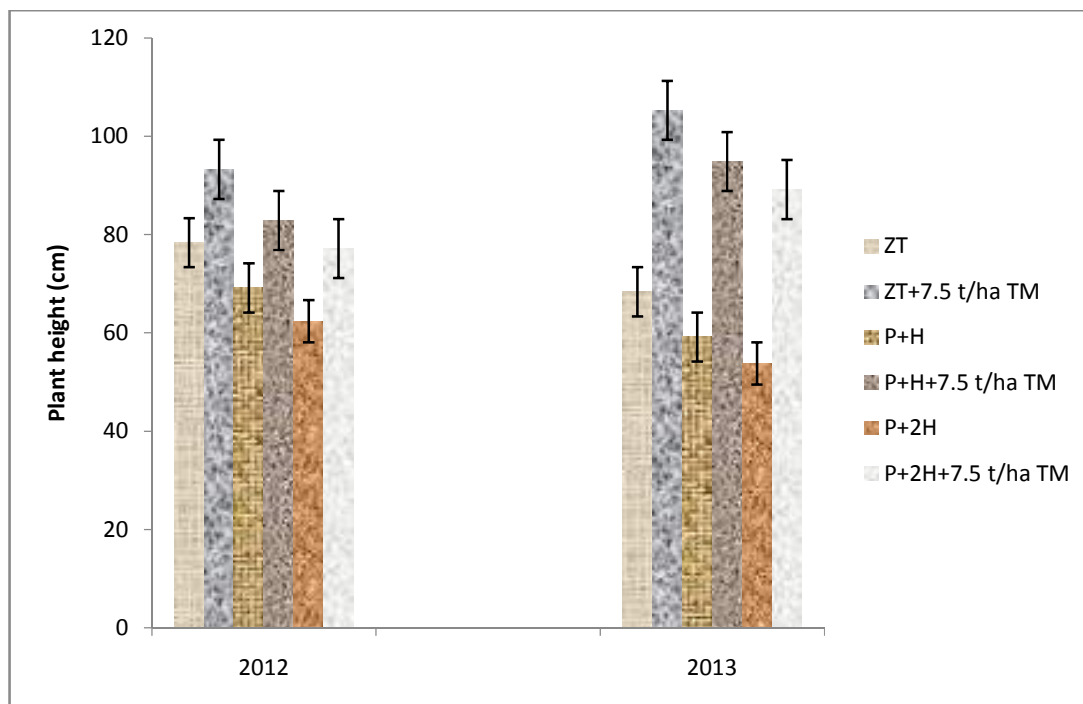 120
100
80
60
40
20
0
Plant height (cm)
2012
2013
ZT
ZT+7.5 t/ha TM
P+H
P+H+7.5 t/ha TM
P+2H
P+2H+7.5 t/ha TM